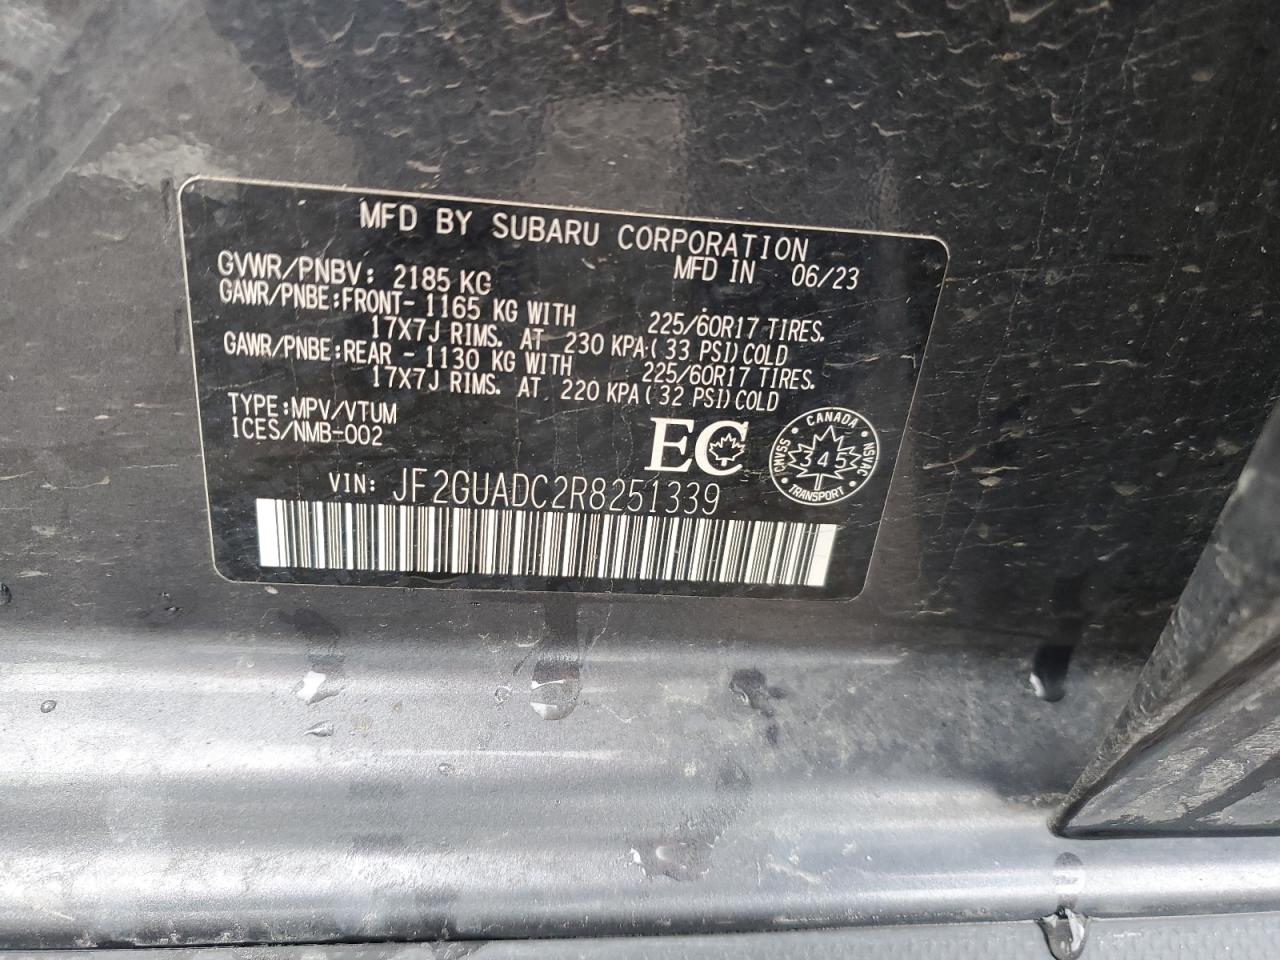 MFD BY SUBARU CORPORATION
MFD IN 06/23
GVWR/PNBV: 2185 KG
GAWR/PNBE:FRONT- 1165 KG WITH 225/60R17 TIRES.
17X7J RIMS. AT 230 KPA.(33 PSI)COLD
GAWR/PNBE:REAR - 1130 KG WITH 225/60R17 TIRES.
17X7J RIMS. AT 220 KPA(32 PSI)COLD
TYPE:MPV/VTUM
ICES/NMB-002
EC
CANADA
CMVSS
NSVAC
345
TRANSPORT
VIN: JF2GUADC2R8251339